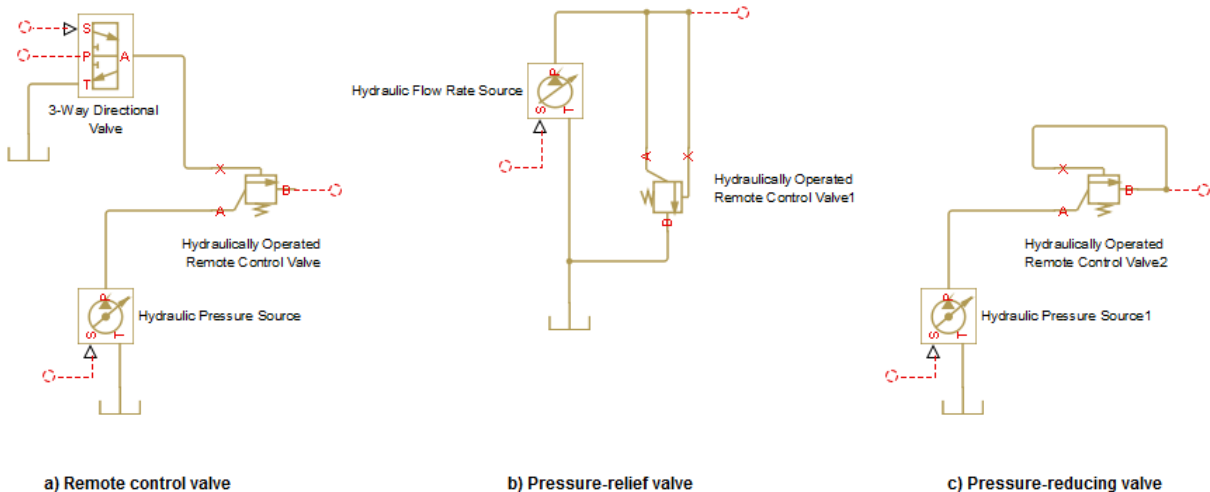 S
P
A
T
3-Way Directional
Valve
X
B
A
Hydraulically Operated
Remote Control Valve
P
Hydraulic Pressure Source
S
T
a) Remote control valve
P
Hydraulic Flow Rate Source
S
T
A
X
Hydraulically Operated
Remote Control Valve1
B
b) Pressure-relief valve
X
B
A
Hydraulically Operated
Remote Control Valve2
P
Hydraulic Pressure Source1
S
T
c) Pressure-reducing valve